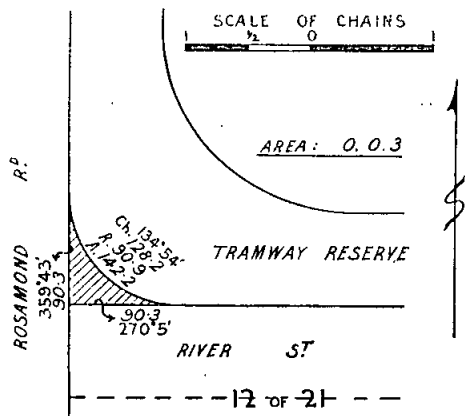 SCALE OF CHAINS
1 ½ 0 1
AREA: 0. 0. 3
ROSAMOND Rᴰ
Ch. 134°54'
128·2
R. 90·9
A. 142·2
TRAMWAY RESERVE
359°43'
90·3
90·3
270°5'
RIVER Sᵀ
12 OF 21